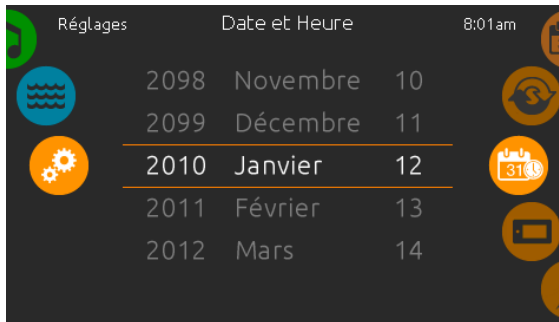 Réglages Date et Heure 8:01am
2098 Novembre 10
2099 Décembre 11
2010 Janvier 12
31
2011 Février 13
2012 Mars 14